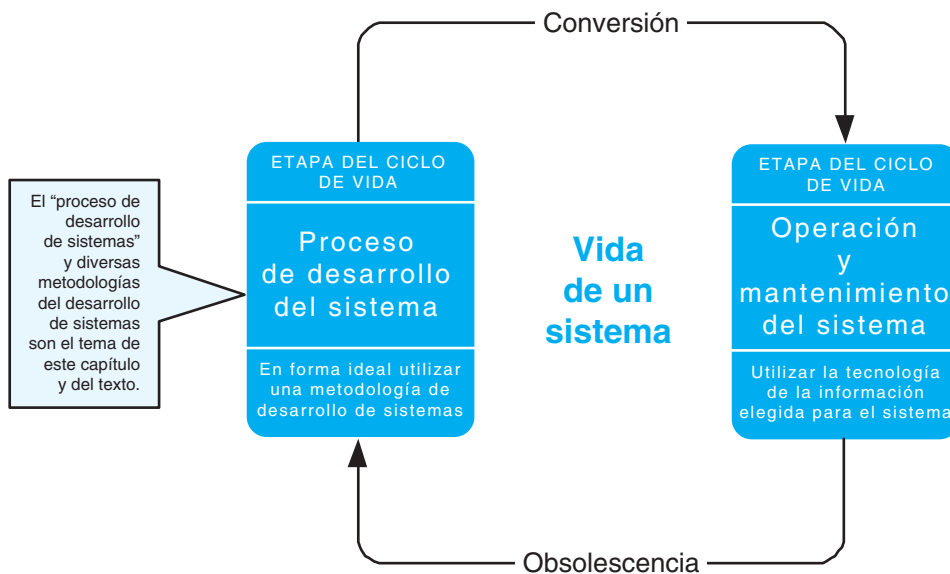 Conversión
ETAPA DEL CICLO
DE VIDA
Proceso
de desarrollo
del sistema
En forma ideal utilizar
una metodología de
desarrollo de sistemas
El “proceso de
desarrollo
de sistemas”
y diversas
metodologías
del desarrollo
de sistemas
son el tema de
este capítulo
y del texto.
Vida
de un
sistema
ETAPA DEL CICLO
DE VIDA
Operación
y
mantenimiento
del sistema
Utilizar la tecnología
de la información
elegida para el sistema
Obsolescencia